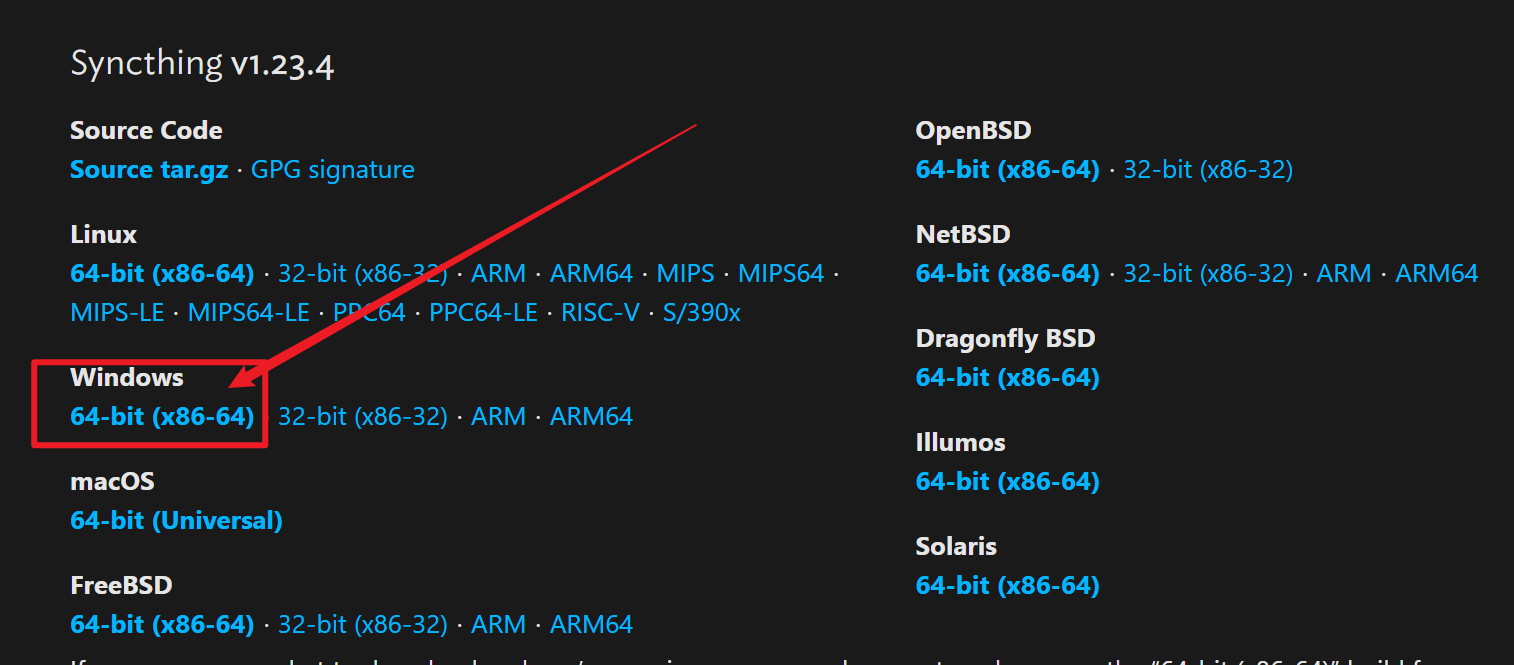 Syncthing v1.23.4
Source Code
Source tar.gz · GPG signature
Linux
64-bit (x86-64) · 32-bit (x86-32) · ARM · ARM64 · MIPS · MIPS64 ·
MIPS-LE · MIPS64-LE · PPC64 · PPC64-LE · RISC-V · S/390x
Windows
64-bit (x86-64) · 32-bit (x86-32) · ARM · ARM64
macOS
64-bit (Universal)
FreeBSD
64-bit (x86-64) · 32-bit (x86-32) · ARM · ARM64
OpenBSD
64-bit (x86-64) · 32-bit (x86-32)
NetBSD
64-bit (x86-64) · 32-bit (x86-32) · ARM · ARM64
Dragonfly BSD
64-bit (x86-64)
Illumos
64-bit (x86-64)
Solaris
64-bit (x86-64)